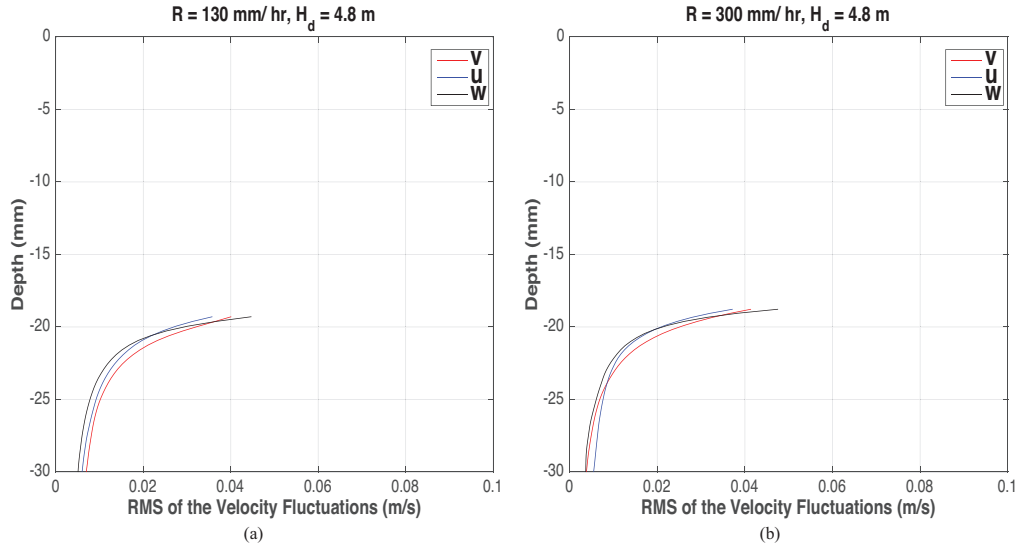 R = 130 mm/ hr, H_d = 4.8 m
0
-5
-10
-15
-20
-25
-30
Depth (mm)
v
u
w
0
0.02
0.04
0.06
0.08
0.1
RMS of the Velocity Fluctuations (m/s)
(a)
R = 300 mm/ hr, H_d = 4.8 m
0
-5
-10
-15
-20
-25
-30
Depth (mm)
v
u
w
0
0.02
0.04
0.06
0.08
0.1
RMS of the Velocity Fluctuations (m/s)
(b)